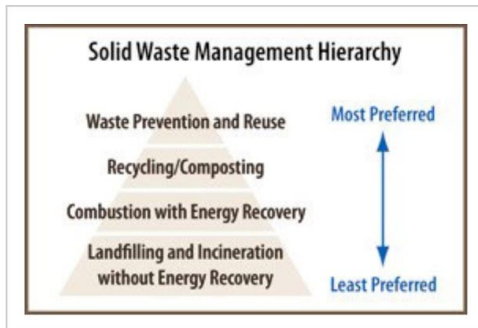 Solid Waste Management Hierarchy
Waste Prevention and Reuse
Recycling/Composting
Combustion with Energy Recovery
Landfilling and Incineration
without Energy Recovery
Most Preferred
Least Preferred